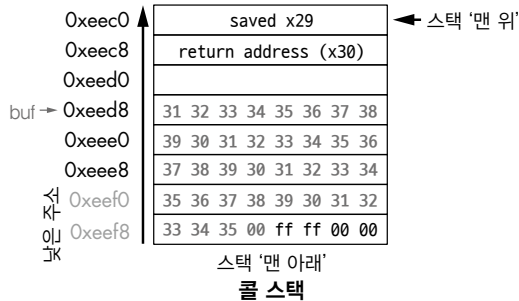 0xeec0 saved x29 스택 ‘맨 위’
0xeec8 return address (x30)
0xeed0
buf 0xeed8 31 32 33 34 35 36 37 38
0xeee0 39 30 31 32 33 34 35 36
0xeee8 37 38 39 30 31 32 33 34
0xeef0 35 36 37 38 39 30 31 32
0xeef8 33 34 35 00 ff ff 00 00
낮은 주소
스택 ‘맨 아래’
콜 스택